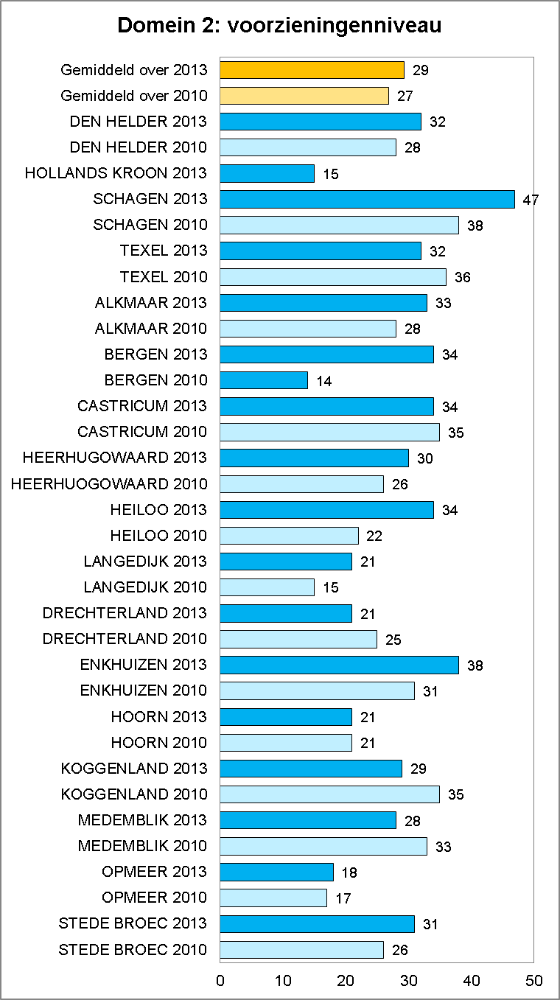 Domein 2: voorzieningenniveau
Gemiddeld over 2013 29
Gemiddeld over 2010 27
DEN HELDER 2013 32
DEN HELDER 2010 28
HOLLANDS KROON 2013 15
SCHAGEN 2013 47
SCHAGEN 2010 38
TEXEL 2013 32
TEXEL 2010 36
ALKMAAR 2013 33
ALKMAAR 2010 28
BERGEN 2013 34
BERGEN 2010 14
CASTRICUM 2013 34
CASTRICUM 2010 35
HEERHUGOWAARD 2013 30
HEERHUOGOWAARD 2010 26
HEILOO 2013 34
HEILOO 2010 22
LANGEDIJK 2013 21
LANGEDIJK 2010 15
DRECHTERLAND 2013 21
DRECHTERLAND 2010 25
ENKHUIZEN 2013 38
ENKHUIZEN 2010 31
HOORN 2013 21
HOORN 2010 21
KOGGENLAND 2013 29
KOGGENLAND 2010 35
MEDEMBLIK 2013 28
MEDEMBLIK 2010 33
OPMEER 2013 18
OPMEER 2010 17
STEDE BROEC 2013 31
STEDE BROEC 2010 26
0 10 20 30 40 50